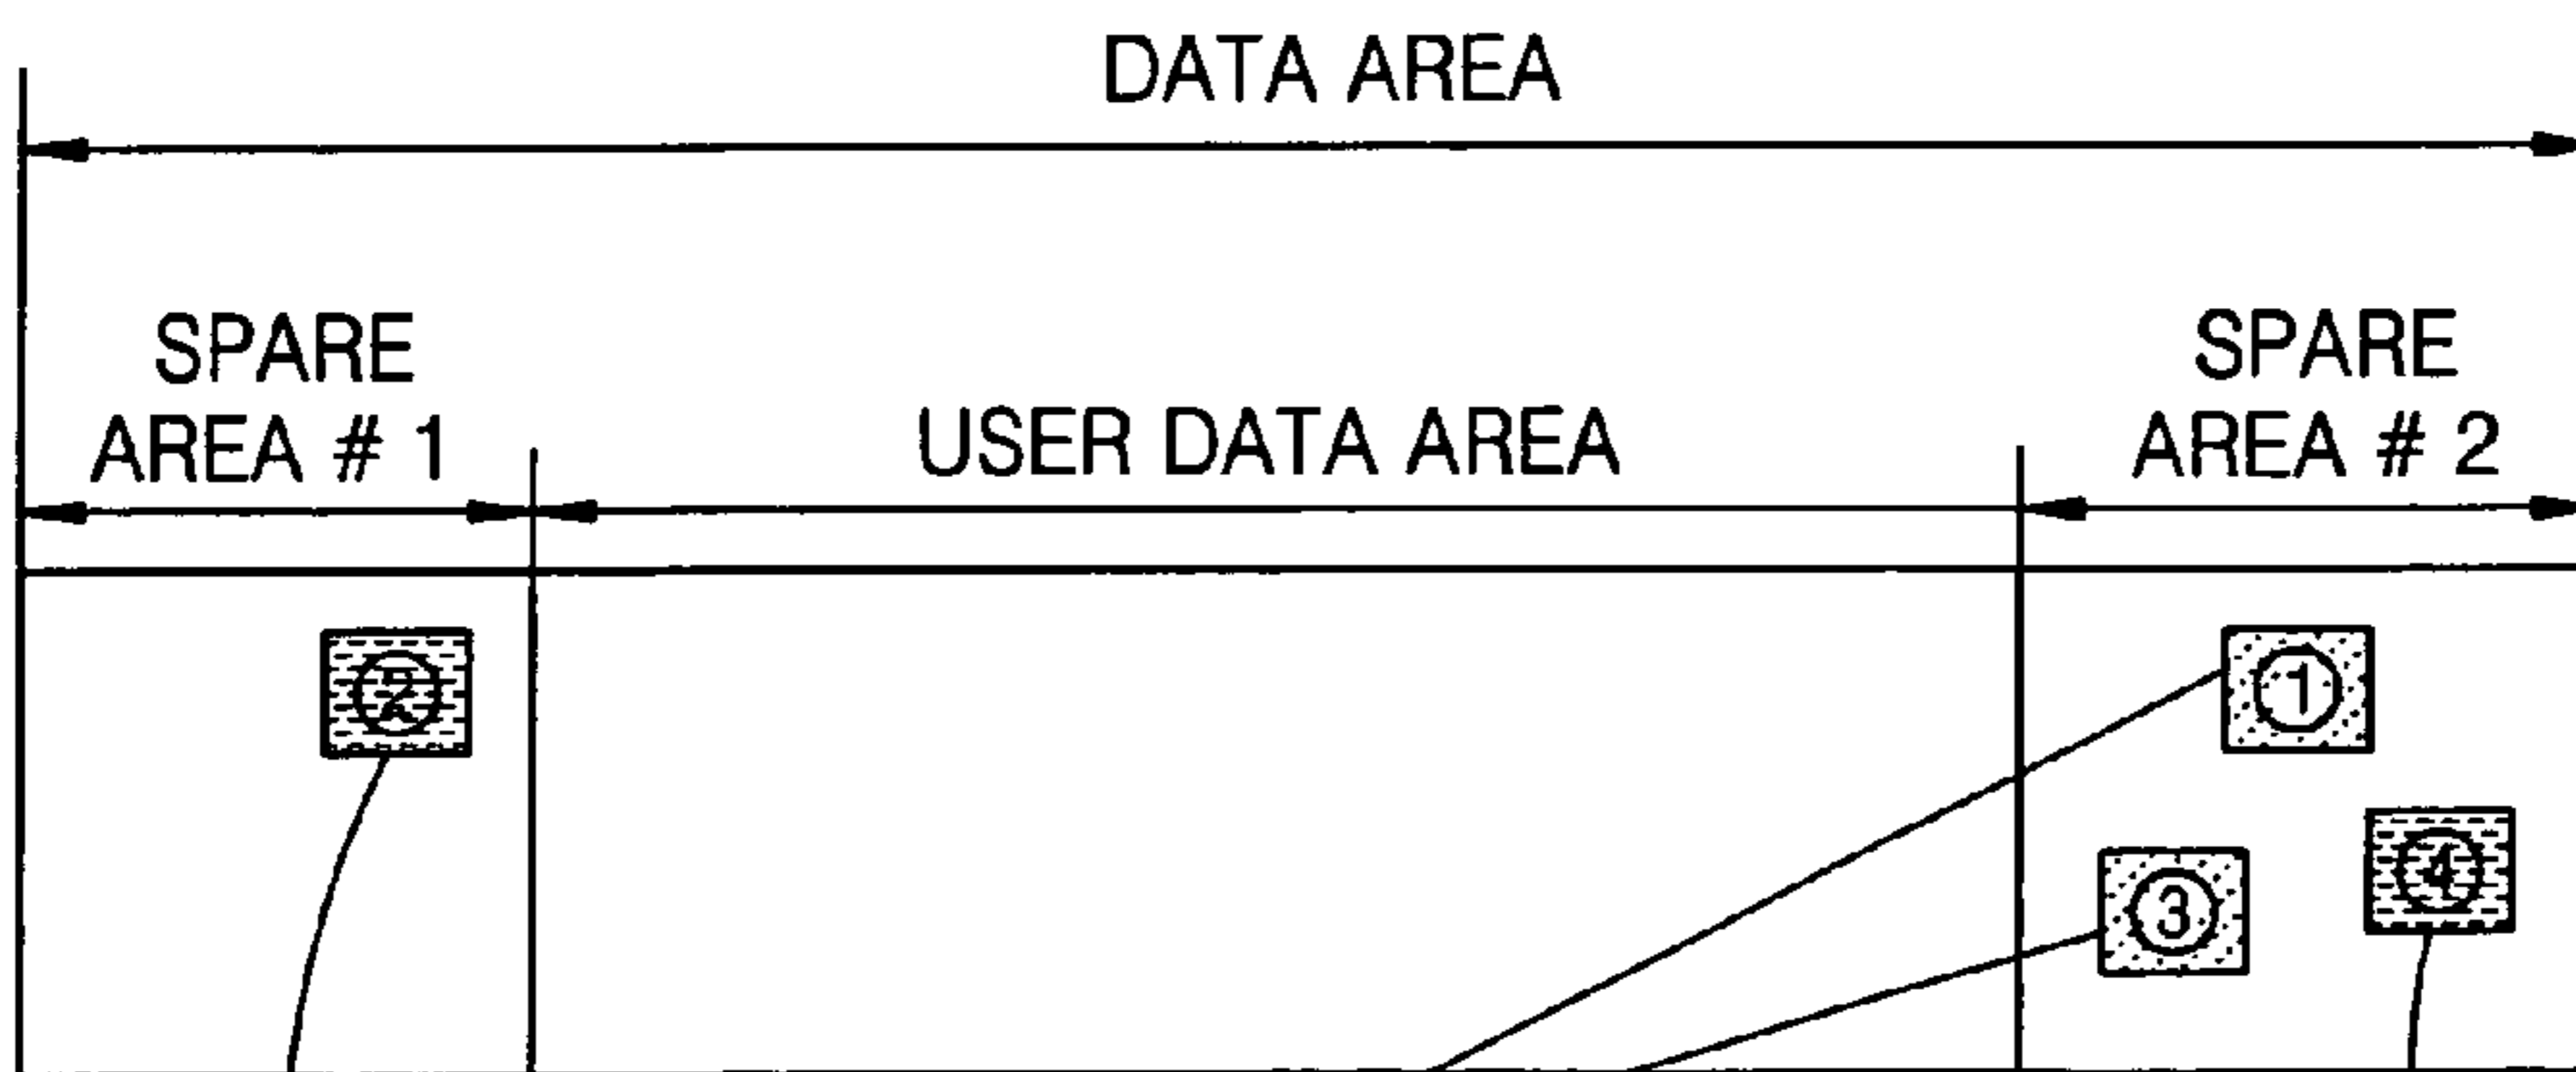 DATA AREA
SPARE
AREA # 1
USER DATA AREA
SPARE
AREA # 2
②
①
④
③